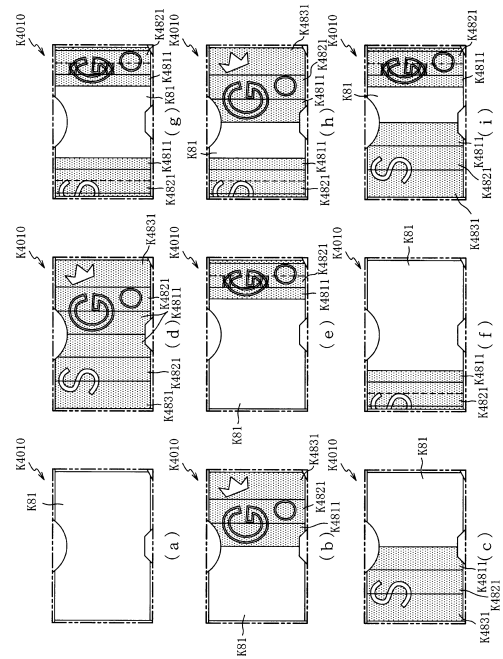 K4010
K81
(a)
K4010
K4831
K4821
K4811
K81
(b)
K4010
K81
K4811
K4821
K4831
(c)
K4010
K4831
K4821
K4811
K4821
K4831
S
G
O
(d)
K4010
K4821
K4811
K81
G
O
(e)
K4010
K81
K4811
K4821
S
(f)
K4010
K4821
K4811
K81
K4811
K4821
S
G
O
(g)
K4010
K4831
K4821
K4811
K81
K4811
K4821
S
G
O
(h)
K4010
K4821
K4811
K81
K4811
K4821
K4831
S
G
O
(i)
G
O
S